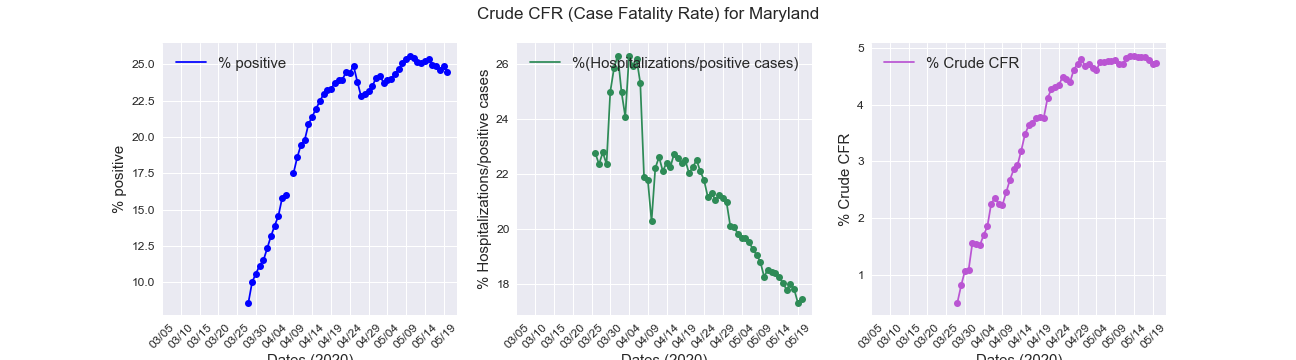 Crude CFR (Case Fatality Rate) for Maryland
% positive
% positive
25.0
22.5
20.0
17.5
15.0
12.5
10.0
03/05 03/10 03/15 03/20 03/25 03/30 04/04 04/09 04/14 04/19 04/24 04/29 05/04 05/09 05/14 05/19
Dates (2020)
%(Hospitalizations/positive cases)
% Hospitalizations/positive cases
26
24
22
20
18
03/05 03/10 03/15 03/20 03/25 03/30 04/04 04/09 04/14 04/19 04/24 04/29 05/04 05/09 05/14 05/19
Dates (2020)
% Crude CFR
% Crude CFR
5
4
3
2
1
03/05 03/10 03/15 03/20 03/25 03/30 04/04 04/09 04/14 04/19 04/24 04/29 05/04 05/09 05/14 05/19
Dates (2020)